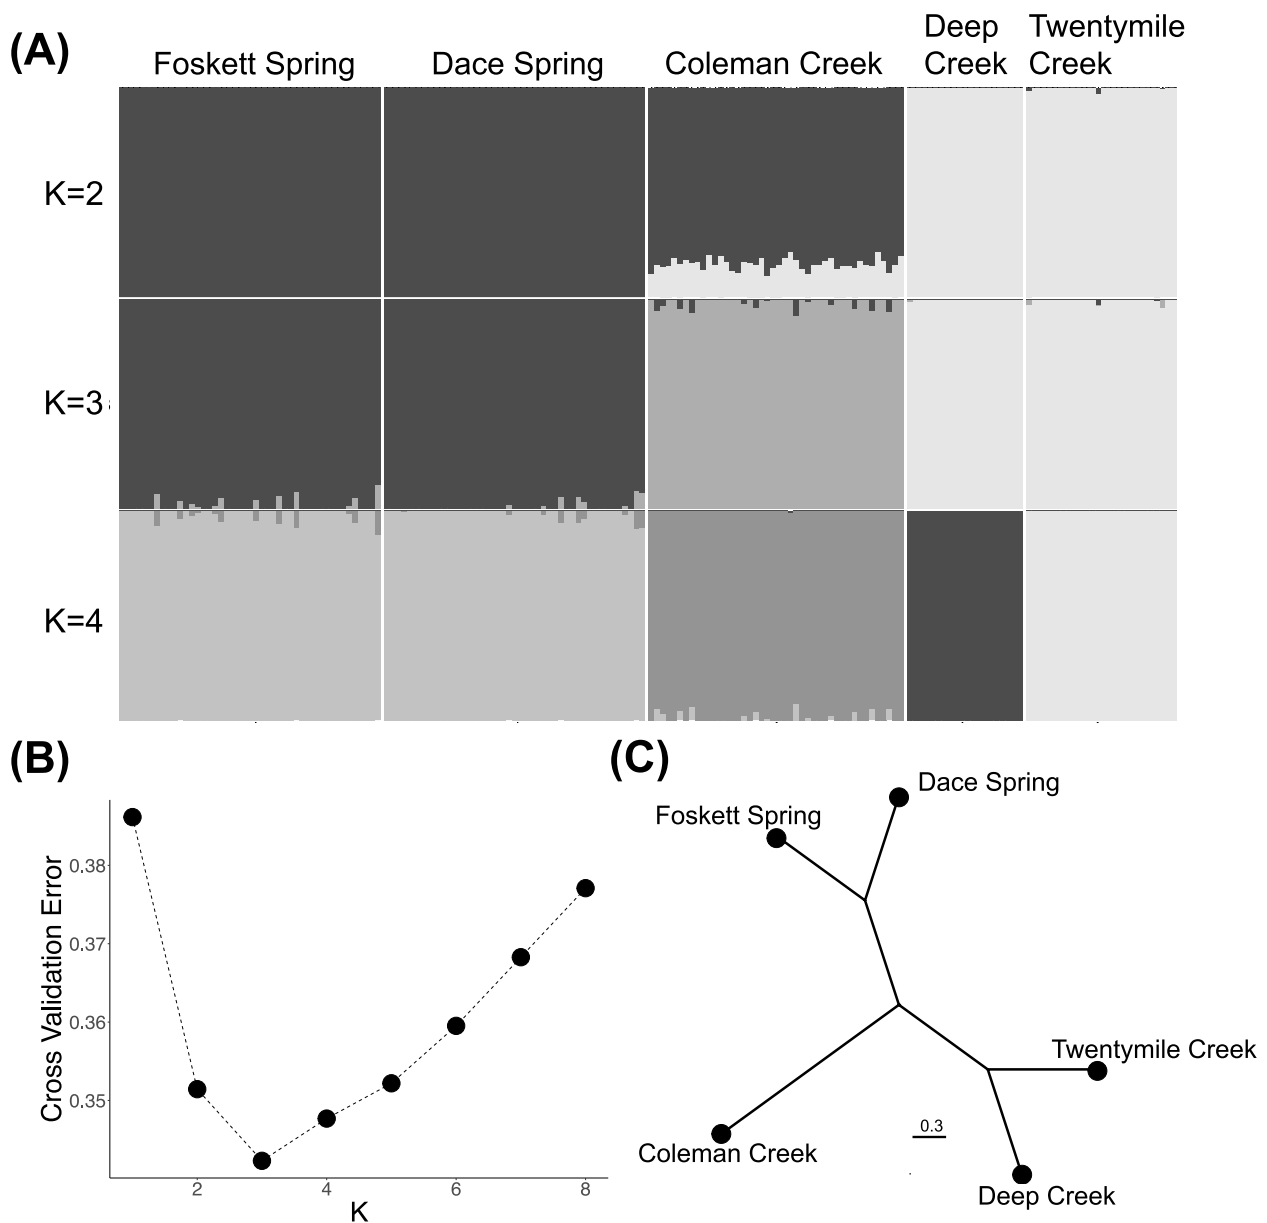 (A)
Foskett Spring
Dace Spring
Coleman Creek
Deep
Creek
Twentymile
Creek
K=2
K=3
K=4
(B)
Cross Validation Error
0.38
0.37
0.36
0.35
2
4
6
8
K
(C)
Dace Spring
Foskett Spring
Twentymile Creek
0.3
Coleman Creek
Deep Creek